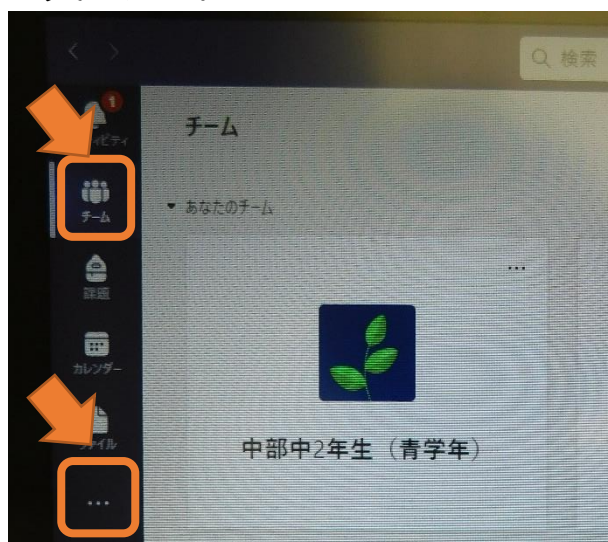 検索
1
チーム
あなたのチーム
チーム
課題
カレンダー
中部中2年生（青学年）